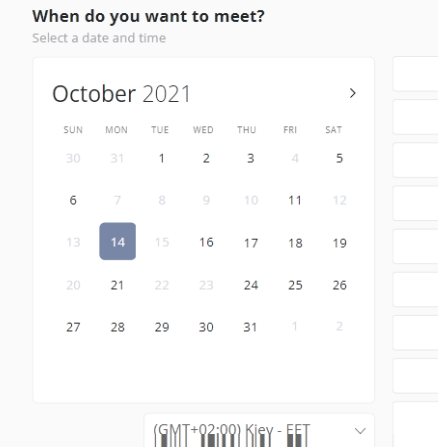 When do you want to meet?
Select a date and time
October 2021
SUN MON TUE WED THU FRI SAT
30 31 1 2 3 4 5
6 7 8 9 10 11 12
13 14 15 16 17 18 19
20 21 22 23 24 25 26
27 28 29 30 31 1 2
(GMT+02:00) Kiev - EET